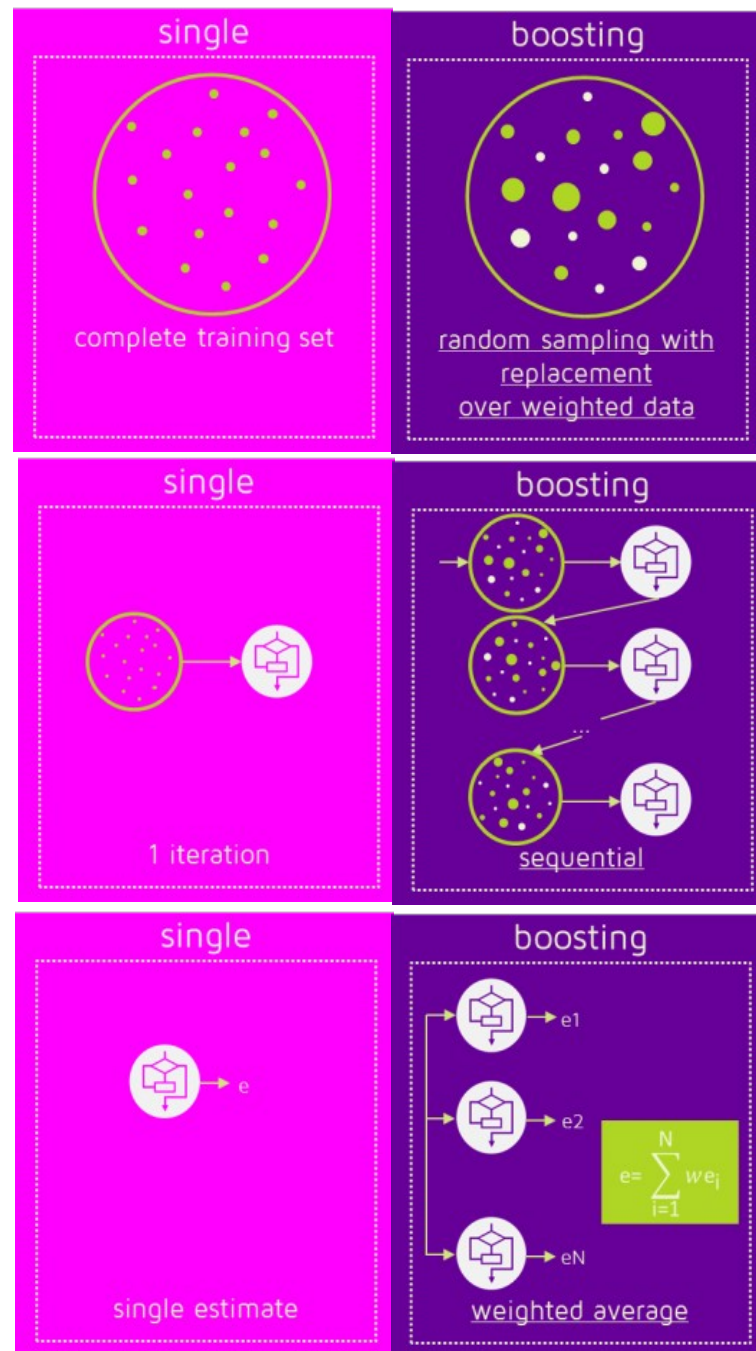 single
boosting
complete training set
random sampling with
replacement
over weighted data
single
boosting
...
1 iteration
sequential
single
boosting
e
e1
e2
eN
N
e= ∑ we_i
i=1
single estimate
weighted average